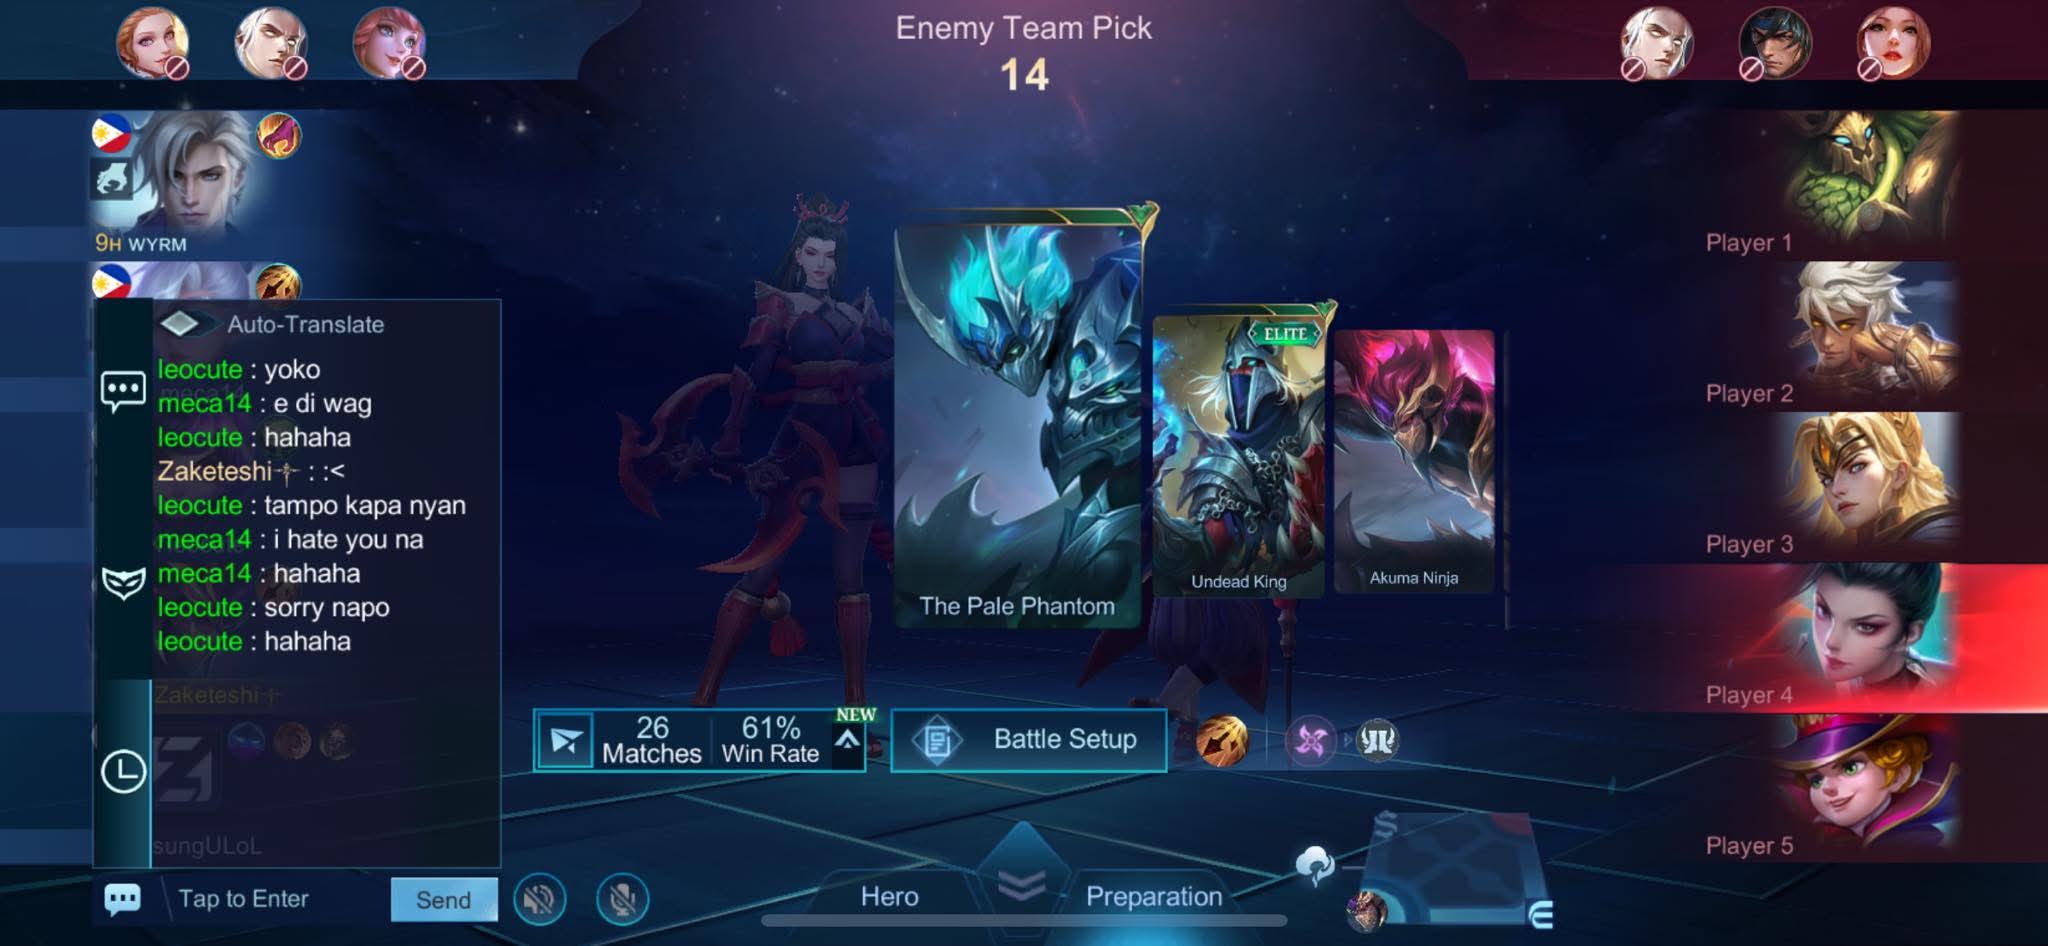 Enemy Team Pick
14
9H WYRM
Auto-Translate
leocute : yoko
meca14 : e di wag
leocute : hahaha
Zaketeshi : :<
leocute : tampo kapa nyan
meca14 : i hate you na
meca14 : hahaha
leocute : sorry napo
leocute : hahaha
Zaketeshi
sungULoL
Tap to Enter
Send
The Pale Phantom
ELITE
Undead King
Akuma Ninja
26
Matches
61%
Win Rate
NEW
Battle Setup
Hero
Preparation
Player 1
Player 2
Player 3
Player 4
Player 5